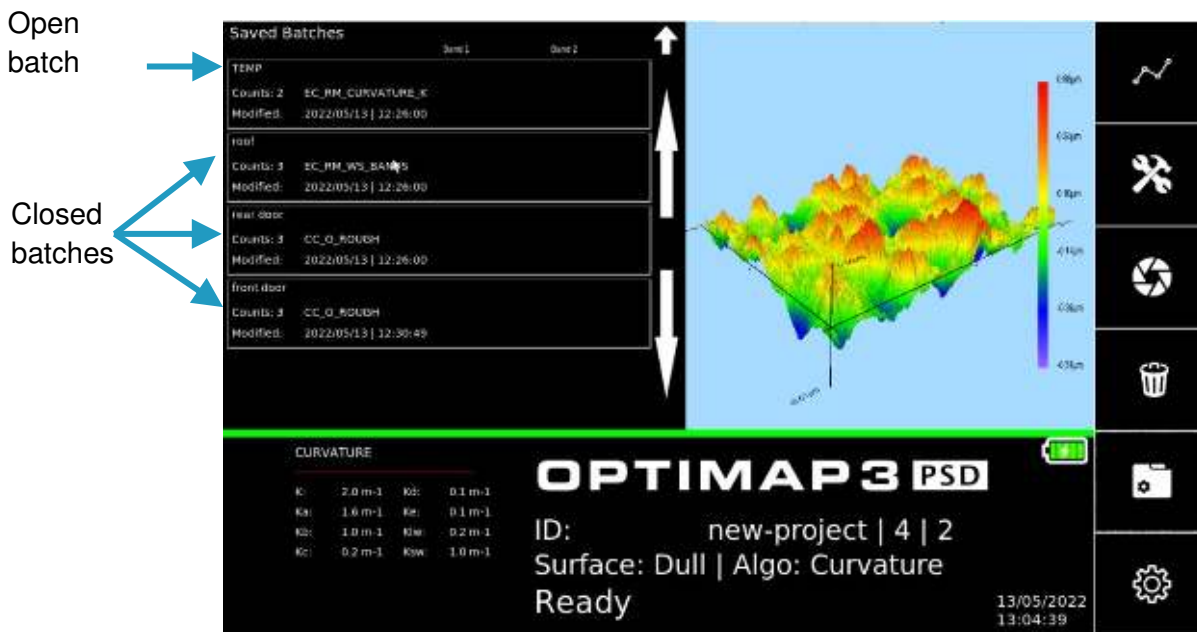 Open
batch
Closed
batches
Saved Batches
Band 1 Band 2
TEMP
Counts: 2 EC_RM_CURVATURE_K
Modified: 2022/05/13 | 12:26:00
roof
Counts: 3 EC_RM_WS_BANDS
Modified: 2022/05/13 | 12:26:00
rear door
Counts: 3 CC_O_ROUGH
Modified: 2022/05/13 | 12:26:00
front door
Counts: 3 CC_O_ROUGH
Modified: 2022/05/13 | 12:30:49
CURVATURE
K: 2.0 m-1 Kd: 0.1 m-1
Ka: 1.6 m-1 Ke: 0.1 m-1
Kb: 1.0 m-1 Klw: 0.2 m-1
Kc: 0.2 m-1 Ksw: 1.0 m-1
OPTIMAP3 PSD
ID: new-project | 4 | 2
Surface: Dull | Algo: Curvature
Ready
13/05/2022
13:04:39